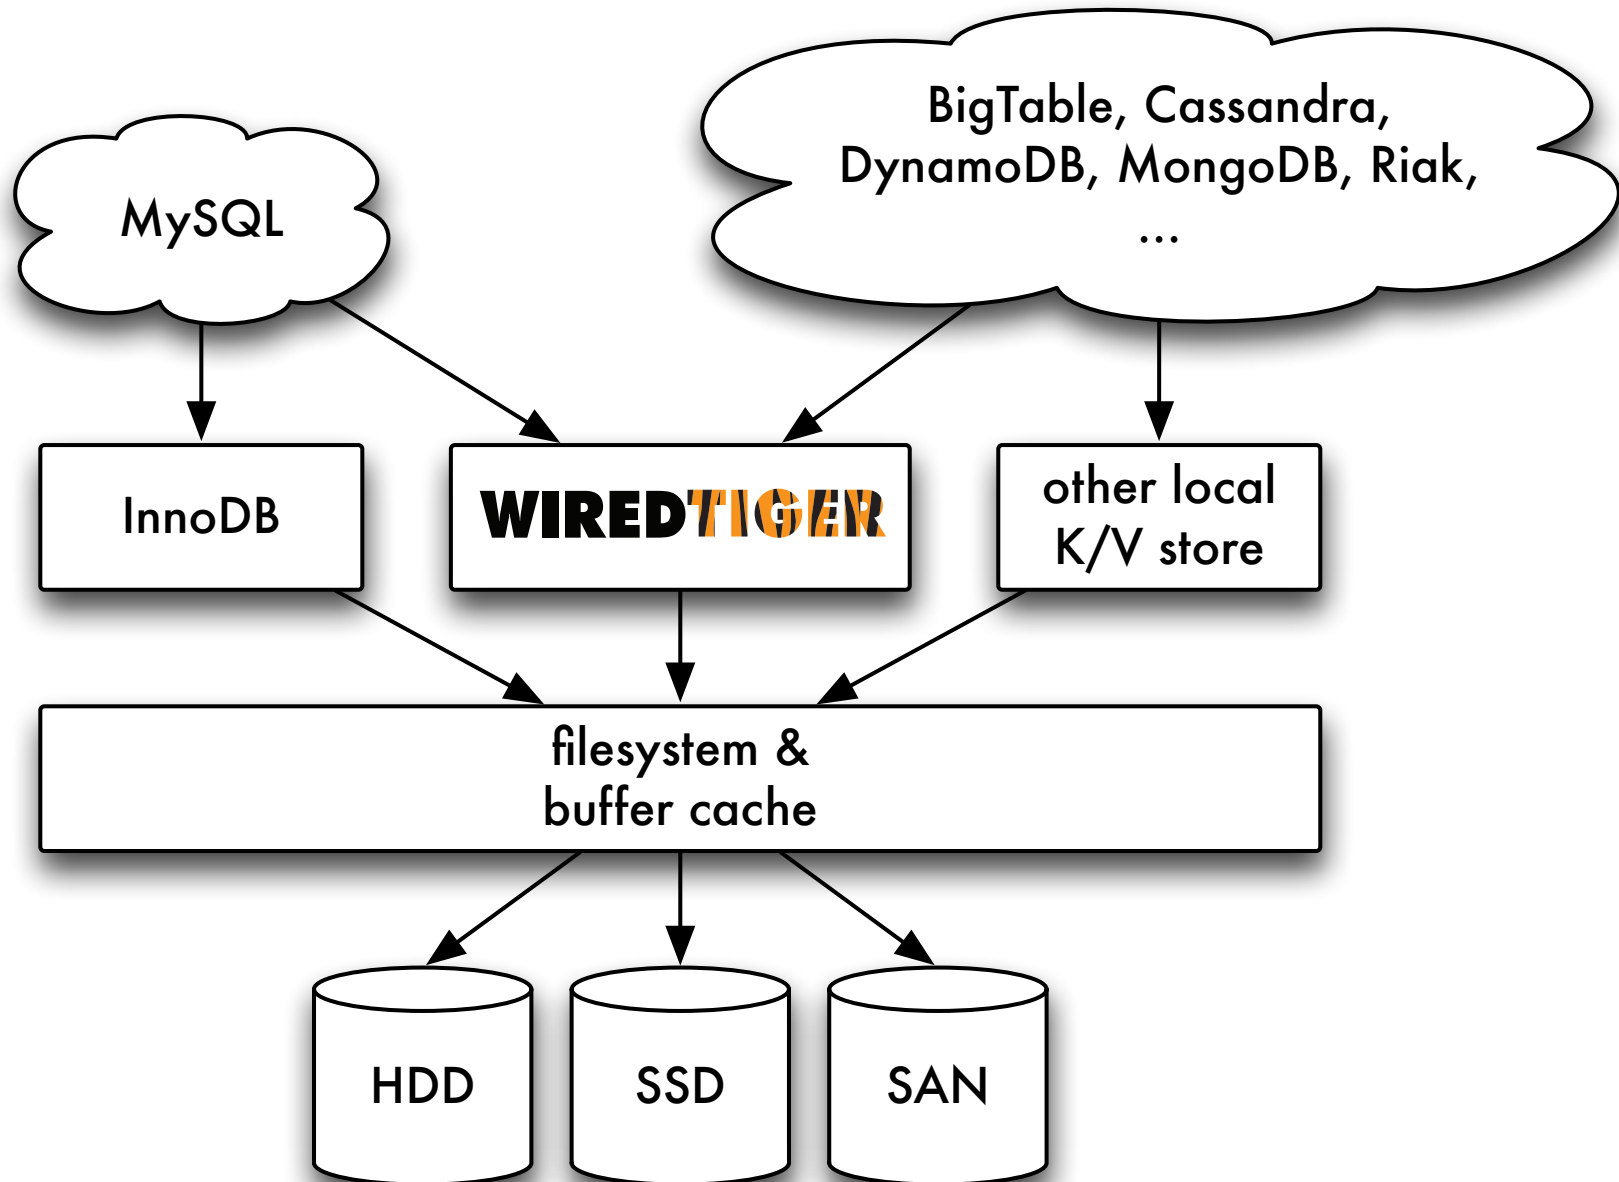 BigTable, Cassandra,
DynamoDB, MongoDB, Riak,
...
MySQL
InnoDB
WIREDTIGER
other local
K/V store
filesystem &
buffer cache
HDD
SSD
SAN